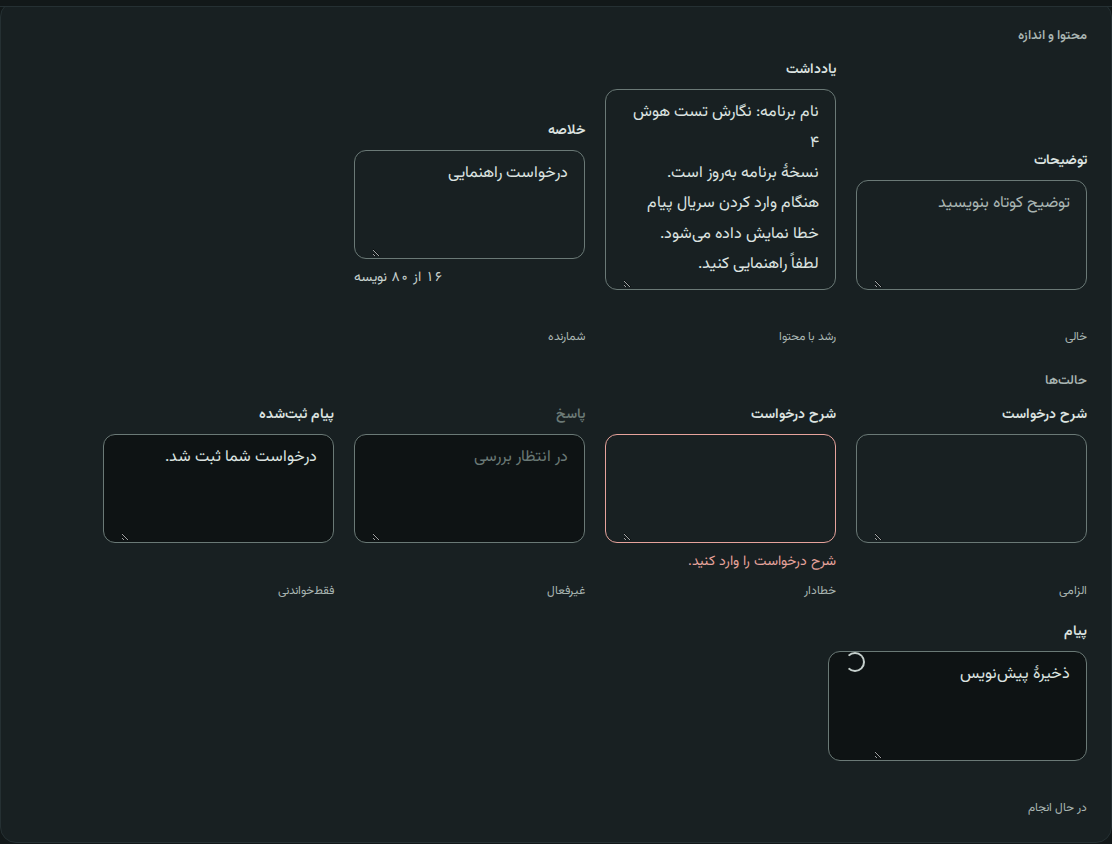 محتوا و اندازه
توضیحات
توضیح کوتاه بنویسید
خالی
یادداشت
نام برنامه: نگارش تست هوش
۴
نسخهٔ برنامه به‌روز است.
هنگام وارد کردن سریال پیام
خطا نمایش داده می‌شود.
لطفاً راهنمایی کنید.
رشد با محتوا
خلاصه
درخواست راهنمایی
۱۶ از ۸۰ نویسه
شمارنده
حالت‌ها
شرح درخواست
الزامی
شرح درخواست
شرح درخواست را وارد کنید.
خطادار
پاسخ
در انتظار بررسی
غیرفعال
پیام ثبت‌شده
درخواست شما ثبت شد.
فقط‌خواندنی
پیام
ذخیرهٔ پیش‌نویس
در حال انجام